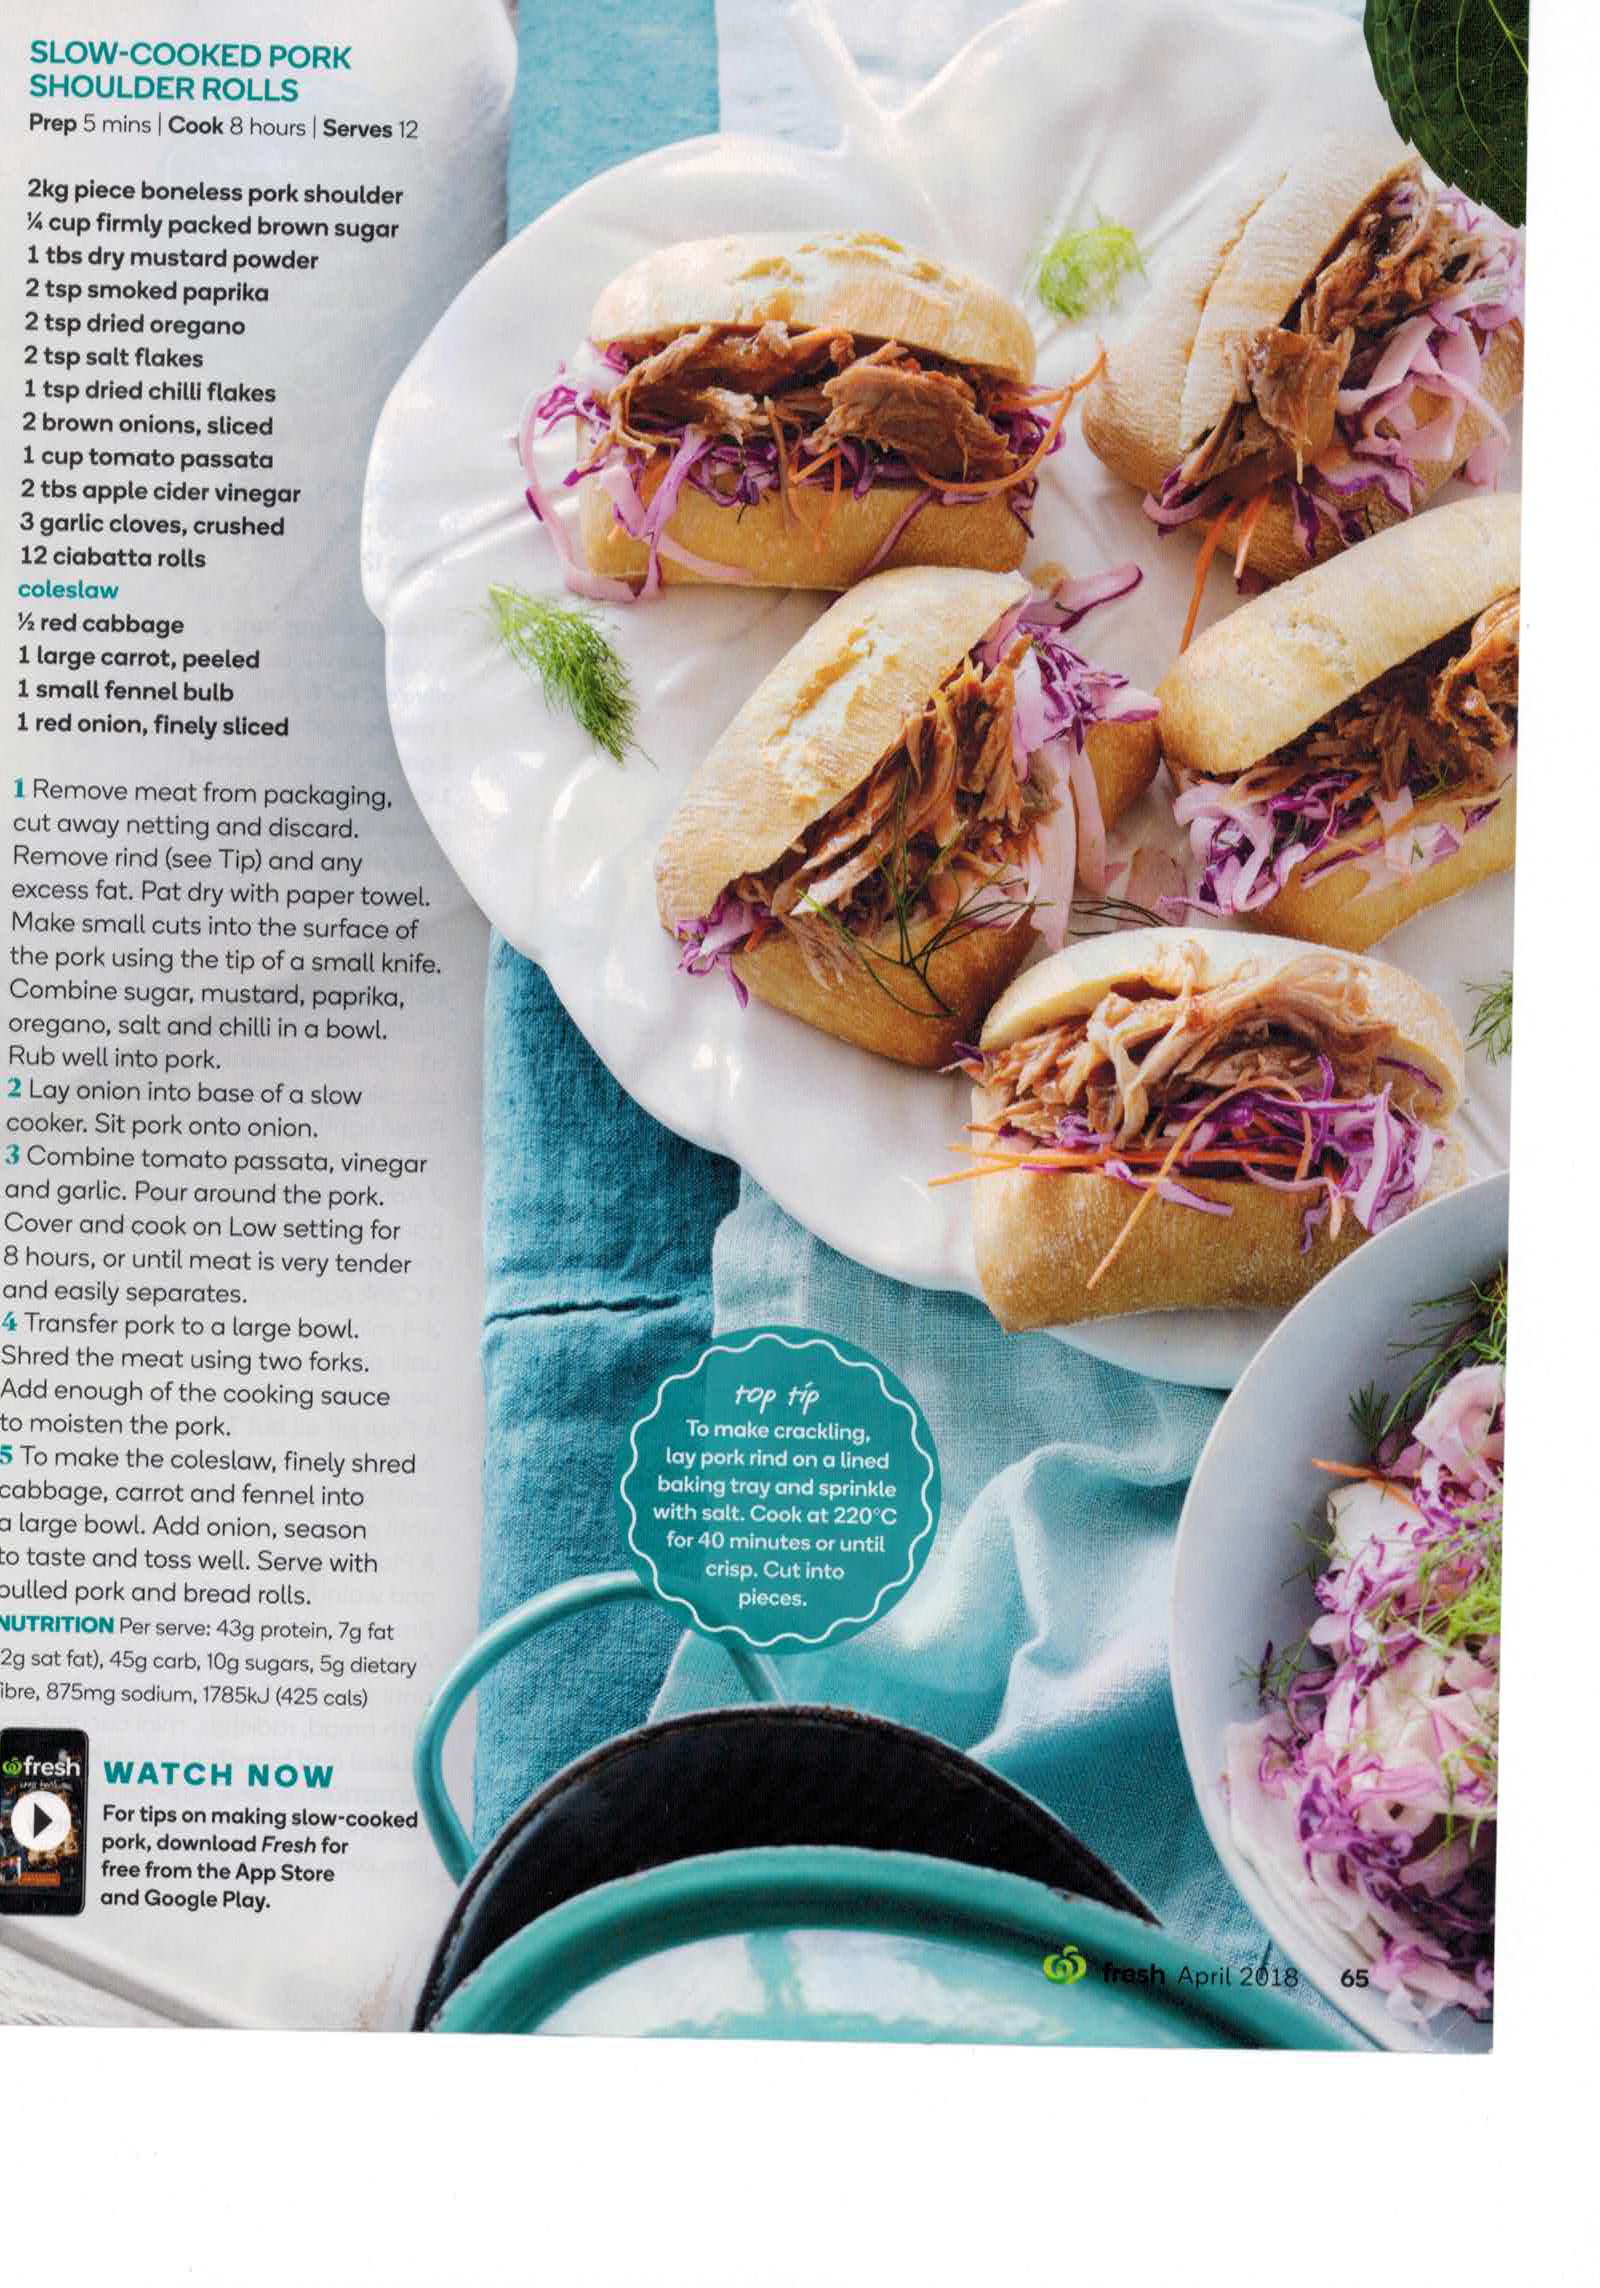 SLOW-COOKED PORK
SHOULDER ROLLS
Prep 5 mins | Cook 8 hours | Serves 12
2kg piece boneless pork shoulder
¼ cup firmly packed brown sugar
1 tbs dry mustard powder
2 tsp smoked paprika
2 tsp dried oregano
2 tsp salt flakes
1 tsp dried chilli flakes
2 brown onions, sliced
1 cup tomato passata
2 tbs apple cider vinegar
3 garlic cloves, crushed
12 ciabatta rolls
coleslaw
½ red cabbage
1 large carrot, peeled
1 small fennel bulb
1 red onion, finely sliced
1 Remove meat from packaging,
cut away netting and discard.
Remove rind (see Tip) and any
excess fat. Pat dry with paper towel.
Make small cuts into the surface of
the pork using the tip of a small knife.
Combine sugar, mustard, paprika,
oregano, salt and chilli in a bowl.
Rub well into pork.
2 Lay onion into base of a slow
cooker. Sit pork onto onion.
3 Combine tomato passata, vinegar
and garlic. Pour around the pork.
Cover and cook on Low setting for
8 hours, or until meat is very tender
and easily separates.
4 Transfer pork to a large bowl.
Shred the meat using two forks.
Add enough of the cooking sauce
to moisten the pork.
5 To make the coleslaw, finely shred
cabbage, carrot and fennel into
a large bowl. Add onion, season
to taste and toss well. Serve with
pulled pork and bread rolls.
NUTRITION Per serve: 43g protein, 7g fat
2g sat fat), 45g carb, 10g sugars, 5g dietary
ibre, 875mg sodium, 1785kJ (425 cals)
fresh
WATCH NOW
For tips on making slow-cooked
pork, download Fresh for
free from the App Store
and Google Play.
top tip
To make crackling,
lay pork rind on a lined
baking tray and sprinkle
with salt. Cook at 220°C
for 40 minutes or until
crisp. Cut into
pieces.
fresh April 2018 65